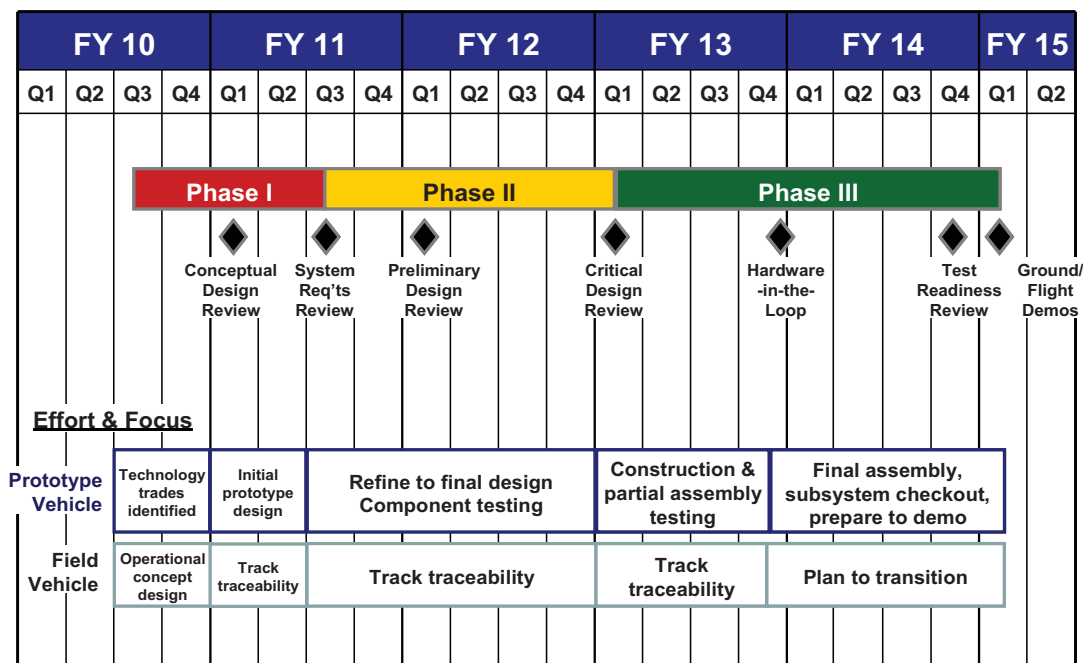 FY 10 FY 11 FY 12 FY 13 FY 14 FY 15
Q1 Q2 Q3 Q4 Q1 Q2 Q3 Q4 Q1 Q2 Q3 Q4 Q1 Q2 Q3 Q4 Q1 Q2 Q3 Q4 Q1 Q2
Phase I Phase II Phase III
Conceptual
Design
Review
System
Req'ts
Review
Preliminary
Design
Review
Critical
Design
Review
Hardware
-in-the-
Loop
Test
Readiness
Review
Ground/
Flight
Demos
Effort & Focus
Prototype
Vehicle
Technology
trades
identified
Initial
prototype
design
Refine to final design
Component testing
Construction &
partial assembly
testing
Final assembly,
subsystem checkout,
prepare to demo
Field
Vehicle
Operational
concept
design
Track
traceability
Track traceability
Track
traceability
Plan to transition